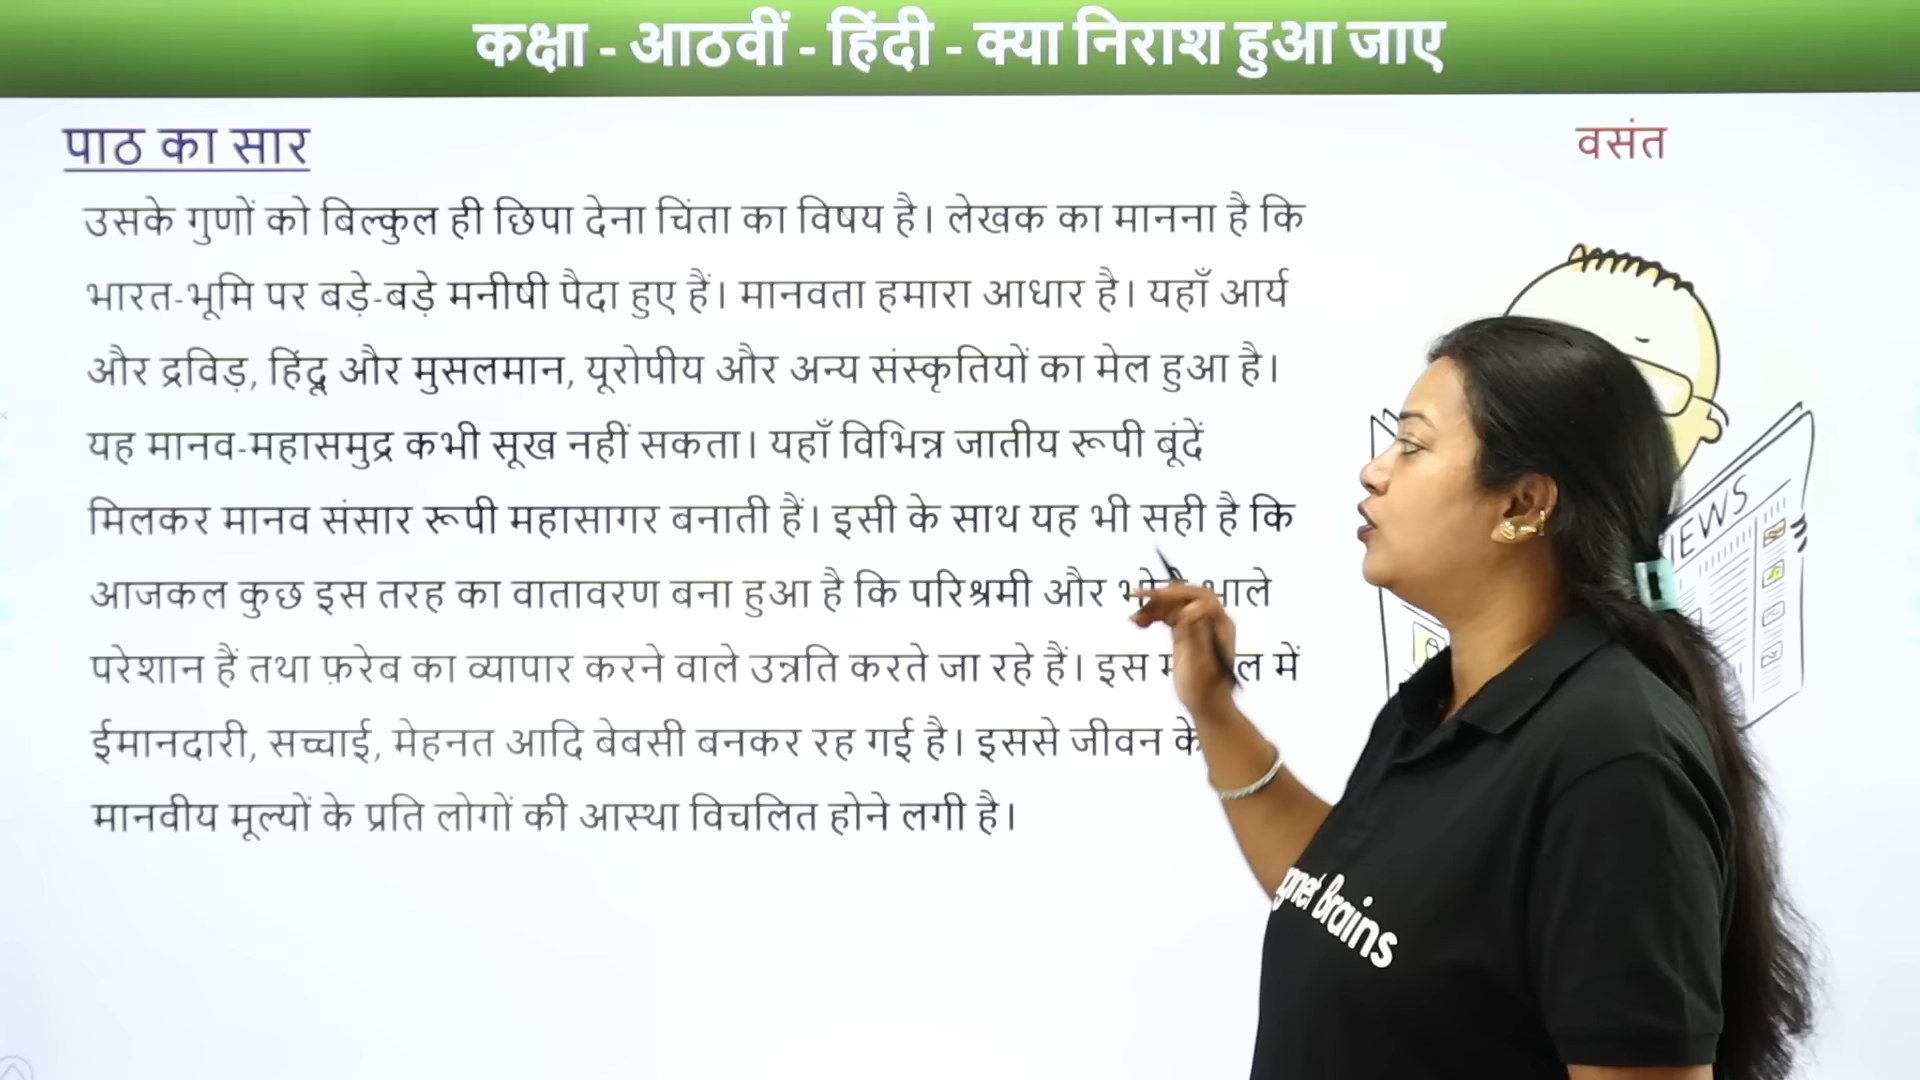 कक्षा - आठवीं - हिंदी - क्या निराश हुआ जाए
पाठ का सार
वसंत
उसके गुणों को बिल्कुल ही छिपा देना चिंता का विषय है। लेखक का मानना है कि
भारत-भूमि पर बड़े-बड़े मनीषी पैदा हुए हैं। मानवता हमारा आधार है। यहाँ आर्य
और द्रविड़, हिंदू और मुसलमान, यूरोपीय और अन्य संस्कृतियों का मेल हुआ है।
यह मानव-महासमुद्र कभी सूख नहीं सकता। यहाँ विभिन्न जातीय रूपी बूंदें
मिलकर मानव संसार रूपी महासागर बनाती हैं। इसी के साथ यह भी सही है कि
आजकल कुछ इस तरह का वातावरण बना हुआ है कि परिश्रमी और
परेशान हैं तथा फ़रेब का व्यापार करने वाले उन्नति करते जा रहे हैं। इस में
ईमानदारी, सच्चाई, मेहनत आदि बेबसी बनकर रह गई है। इससे जीवन के
मानवीय मूल्यों के प्रति लोगों की आस्था विचलित होने लगी है।
Brains